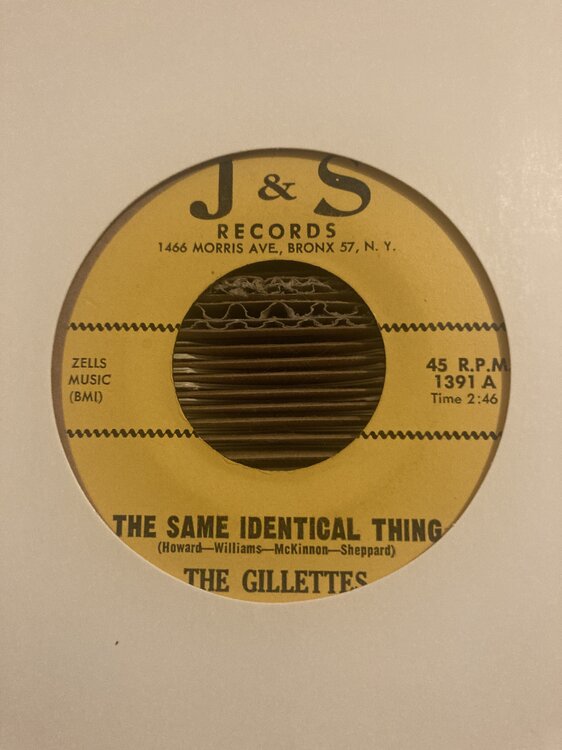 J & S
RECORDS
1466 MORRIS AVE., BRONX 57, N. Y.
ZELLS
MUSIC
(BMI)
45 R.P.M
1391 A
Time 2:46
THE SAME IDENTICAL THING
(Howard—Williams—McKinnon—Sheppard)
THE GILLETTES